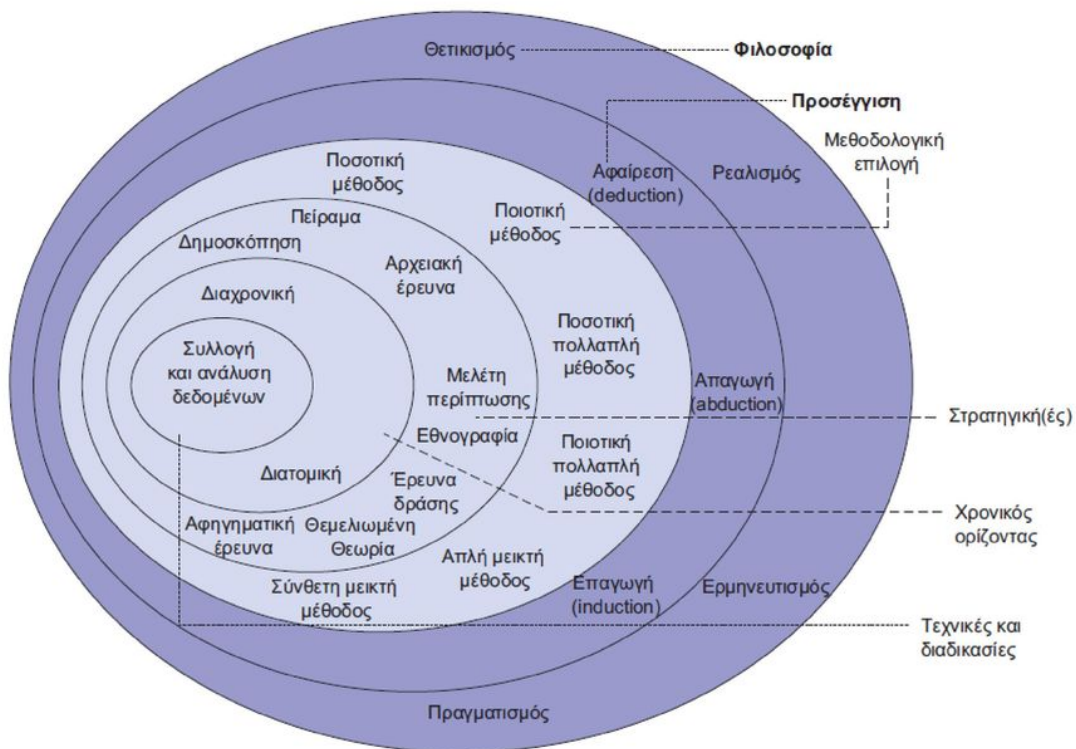 Θετικισμός
Φιλοσοφία
Προσέγγιση
Μεθοδολογική
επιλογή
Ποσοτική
μέθοδος
Αφαίρεση
(deduction)
Ρεαλισμός
Πείραμα
Ποιοτική
μέθοδος
Δημοσκόπηση
Αρχειακή
έρευνα
Διαχρονική
Ποσοτική
πολλαπλή
μέθοδος
Συλλογή
και ανάλυση
δεδομένων
Μελέτη
περίπτωσης
Απαγωγή
(abduction)
Στρατηγική(ές)
Εθνογραφία
Ποιοτική
πολλαπλή
μέθοδος
Διατομική
Έρευνα
δράσης
Χρονικός
ορίζοντας
Αφηγηματική
έρευνα
Θεμελιωμένη
Θεωρία
Απλή μεικτή
μέθοδος
Σύνθετη μεικτή
μέθοδος
Επαγωγή
(induction)
Ερμηνευτισμός
Τεχνικές και
διαδικασίες
Πραγματισμός